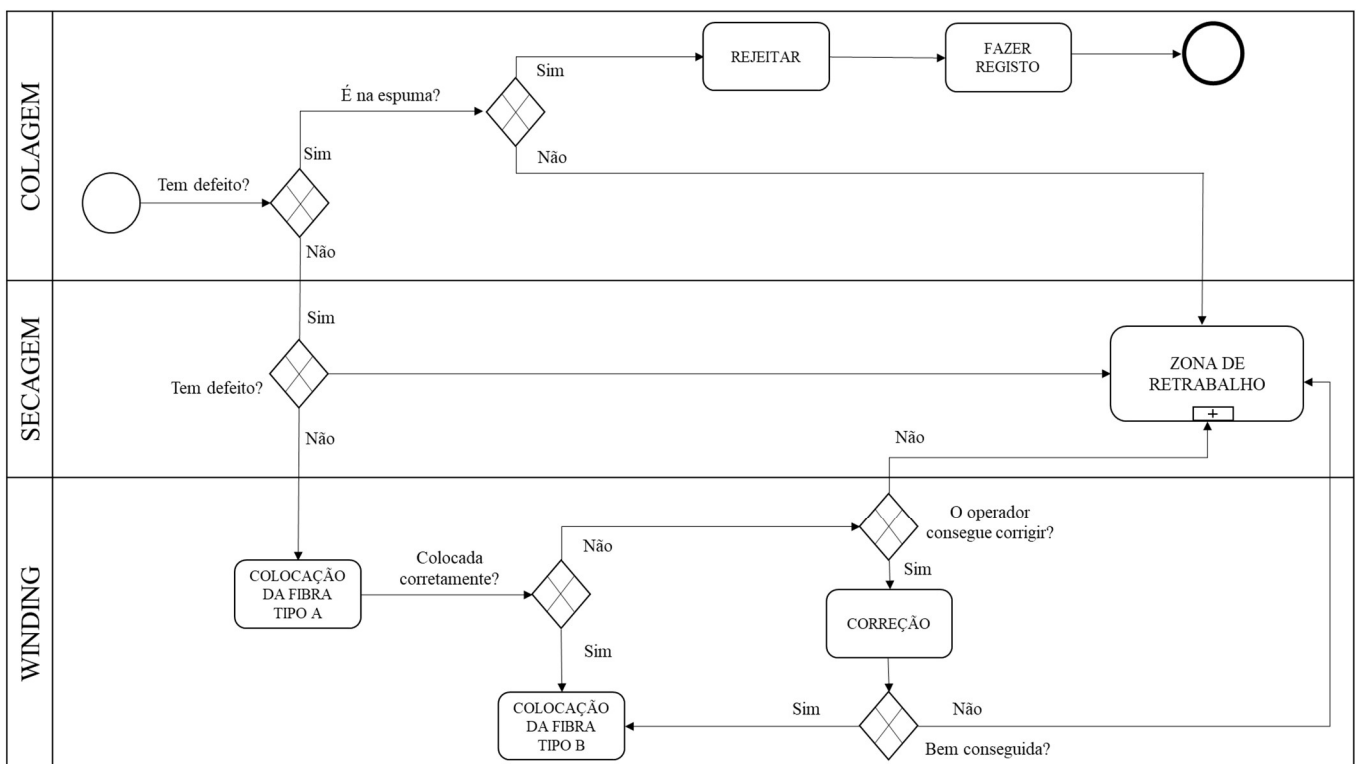 COLAGEM
Tem defeito?
Sim
Não
É na espuma?
Sim
Não
REJEITAR
FAZER
REGISTO
SECAGEM
Sim
Tem defeito?
Não
ZONA DE
RETRABALHO
+
Não
WINDING
COLOCAÇÃO
DA FIBRA
TIPO A
Colocada
corretamente?
Não
Sim
O operador
consegue corrigir?
Sim
CORREÇÃO
COLOCAÇÃO
DA FIBRA
TIPO B
Sim
Não
Bem conseguida?